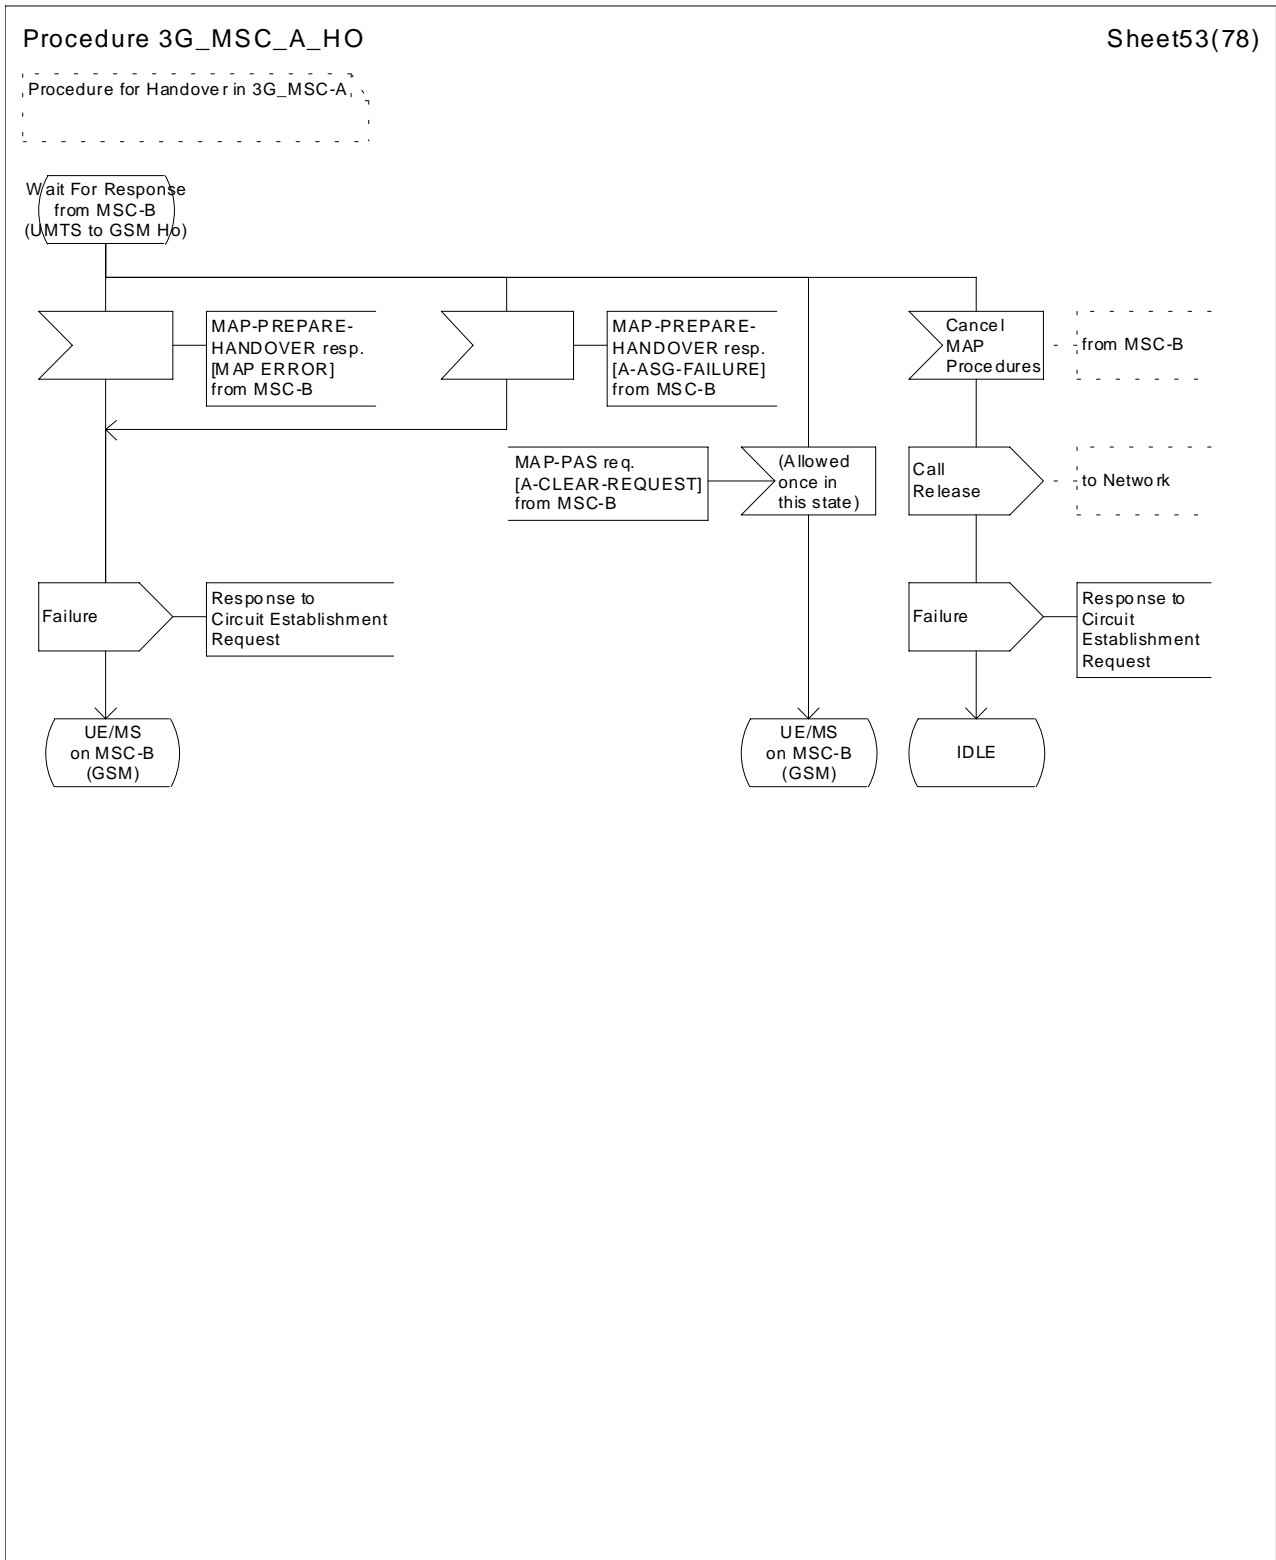 Procedure 3G_MSC_A_HO
Sheet53(78)
Procedure for Handover in 3G_MSC-A
Wait For Response
from MSC-B
(UMTS to GSM Ho)
MAP-PREPARE-
HANDOVER resp.
[MAP ERROR]
from MSC-B
MAP-PREPARE-
HANDOVER resp.
[A-ASG-FAILURE]
from MSC-B
Cancel
MAP
Procedures
from MSC-B
MAP-PAS req.
[A-CLEAR-REQUEST]
from MSC-B
(Allowed
once in
this state)
Call
Release
to Network
Failure
Response to
Circuit Establishment
Request
Failure
Response to
Circuit
Establishment
Request
UE/MS
on MSC-B
(GSM)
UE/MS
on MSC-B
(GSM)
IDLE